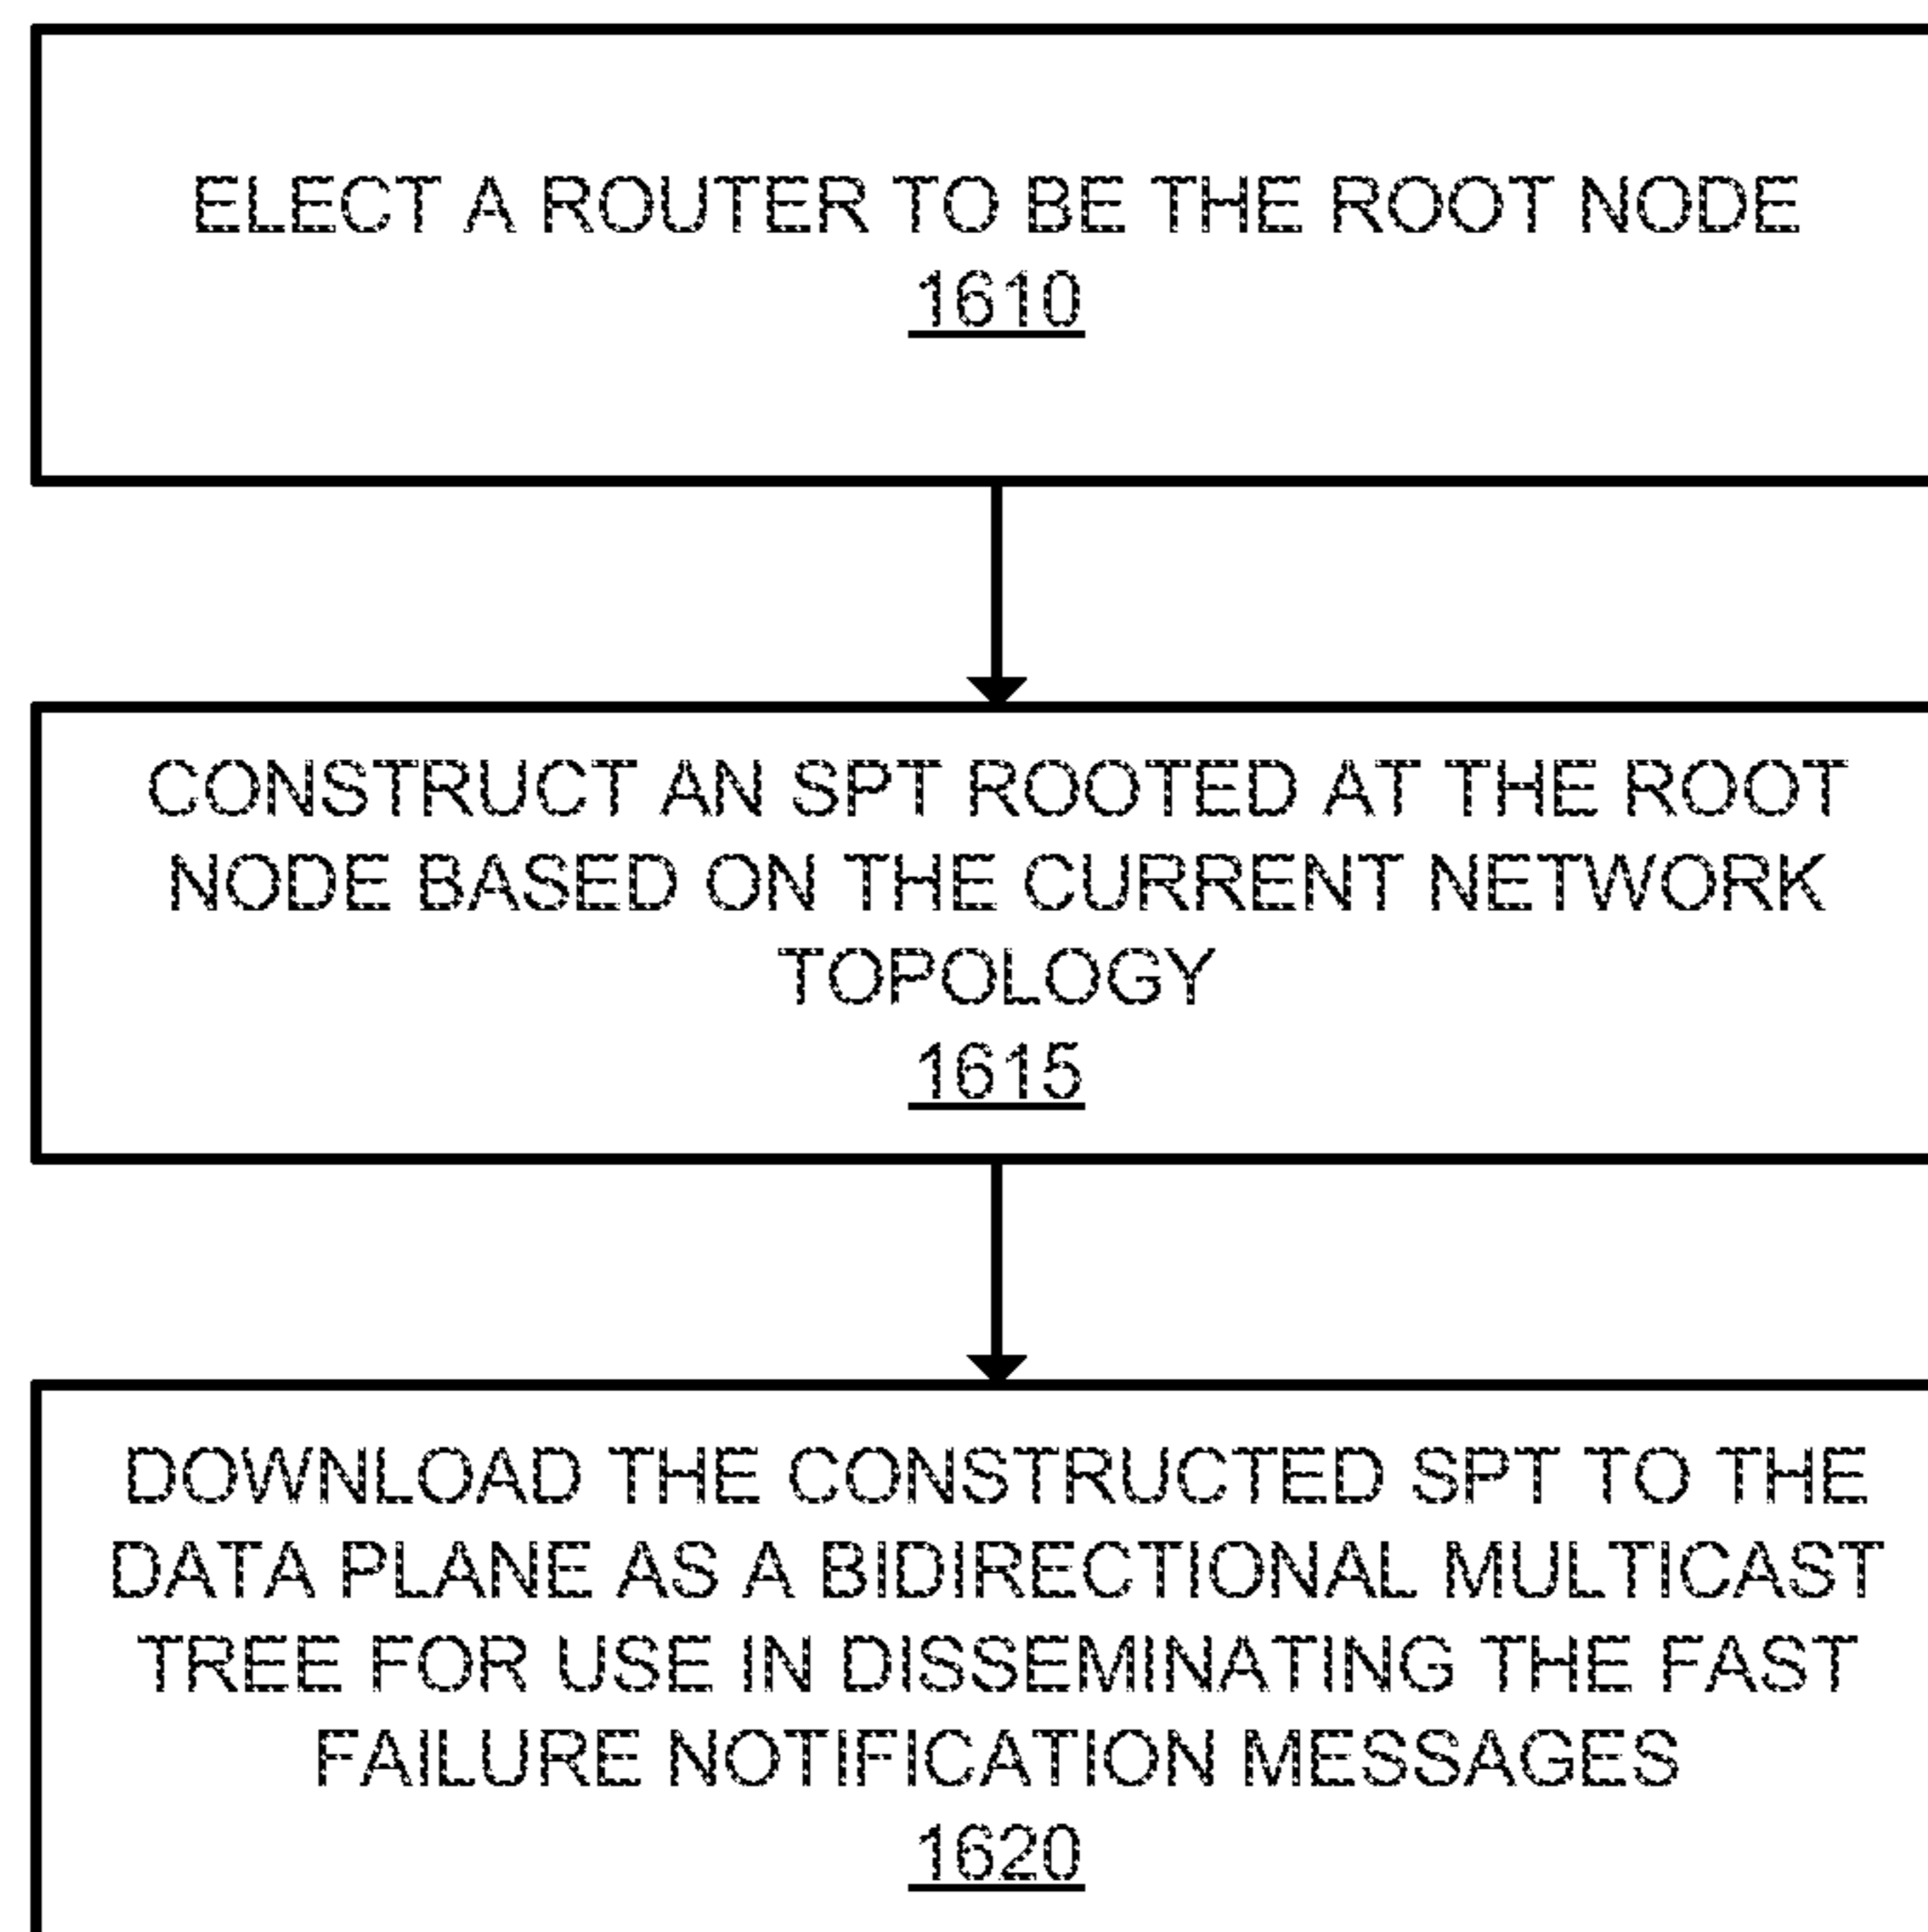 ELECT A ROUTER TO BE THE ROOT NODE
1610
CONSTRUCT AN SPT ROOTED AT THE ROOT
NODE BASED ON THE CURRENT NETWORK
TOPOLOGY
1615
DOWNLOAD THE CONSTRUCTED SPT TO THE
DATA PLANE AS A BIDIRECTIONAL MULTICAST
TREE FOR USE IN DISSEMINATING THE FAST
FAILURE NOTIFICATION MESSAGES
1620